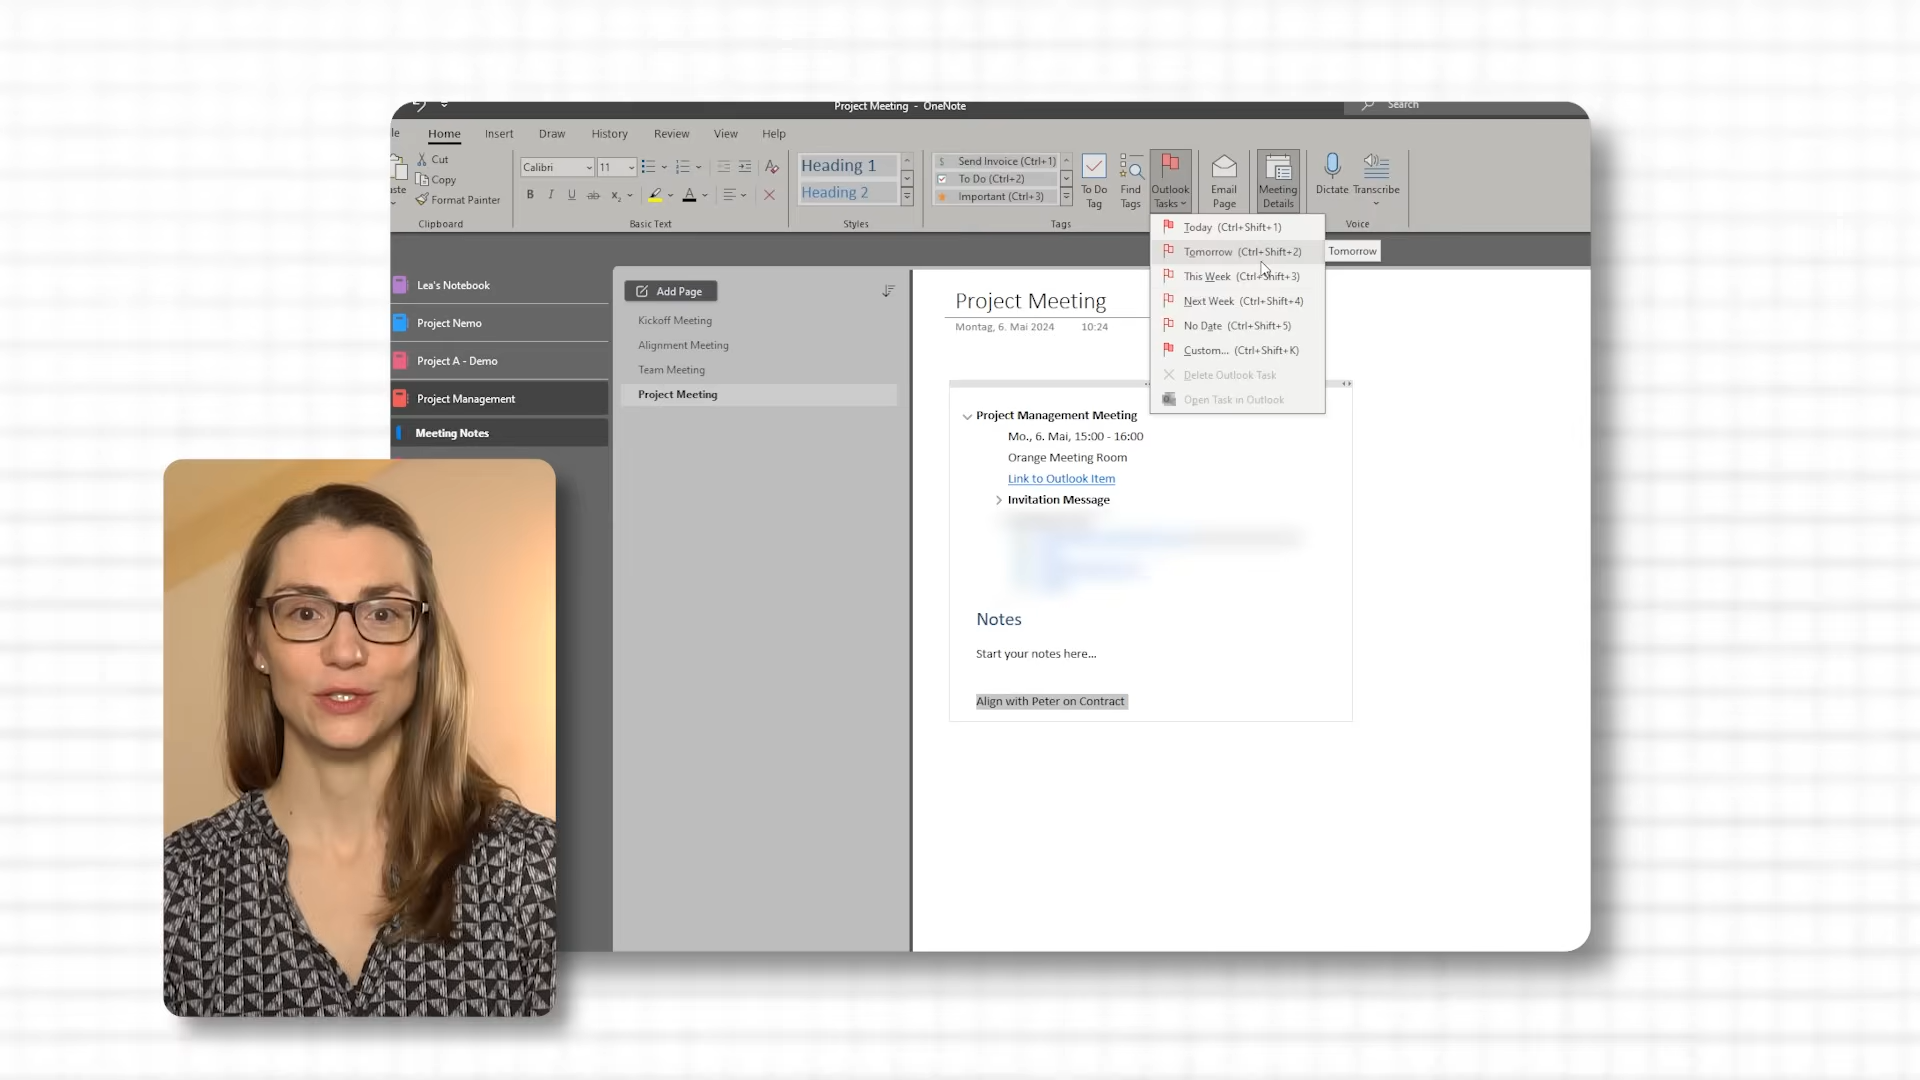 Project Meeting - OneNote
Search
Home Insert Draw History Review View Help
Cut
Copy
Format Painter
Clipboard
Calibri 11
B I U ab
Basic Text
Heading 1
Heading 2
Styles
Send Invoice (Ctrl+1)
To Do (Ctrl+2)
Important (Ctrl+3)
Tags
To Do Tag
Find Tags
Outlook Tasks
Email Page
Meeting Details
Dictate
Transcribe
Voice
Today (Ctrl+Shift+1)
Tomorrow (Ctrl+Shift+2)
Tomorrow
This Week (Ctrl+Shift+3)
Next Week (Ctrl+Shift+4)
No Date (Ctrl+Shift+5)
Custom... (Ctrl+Shift+K)
Delete Outlook Task
Open Task in Outlook
Lea's Notebook
Project Nemo
Project A - Demo
Project Management
Meeting Notes
Add Page
Kickoff Meeting
Alignment Meeting
Team Meeting
Project Meeting
Project Meeting
Montag, 6. Mai 2024 10:24
Project Management Meeting
Mo., 6. Mai, 15:00 - 16:00
Orange Meeting Room
Link to Outlook Item
Invitation Message
Notes
Start your notes here...
Align with Peter on Contract